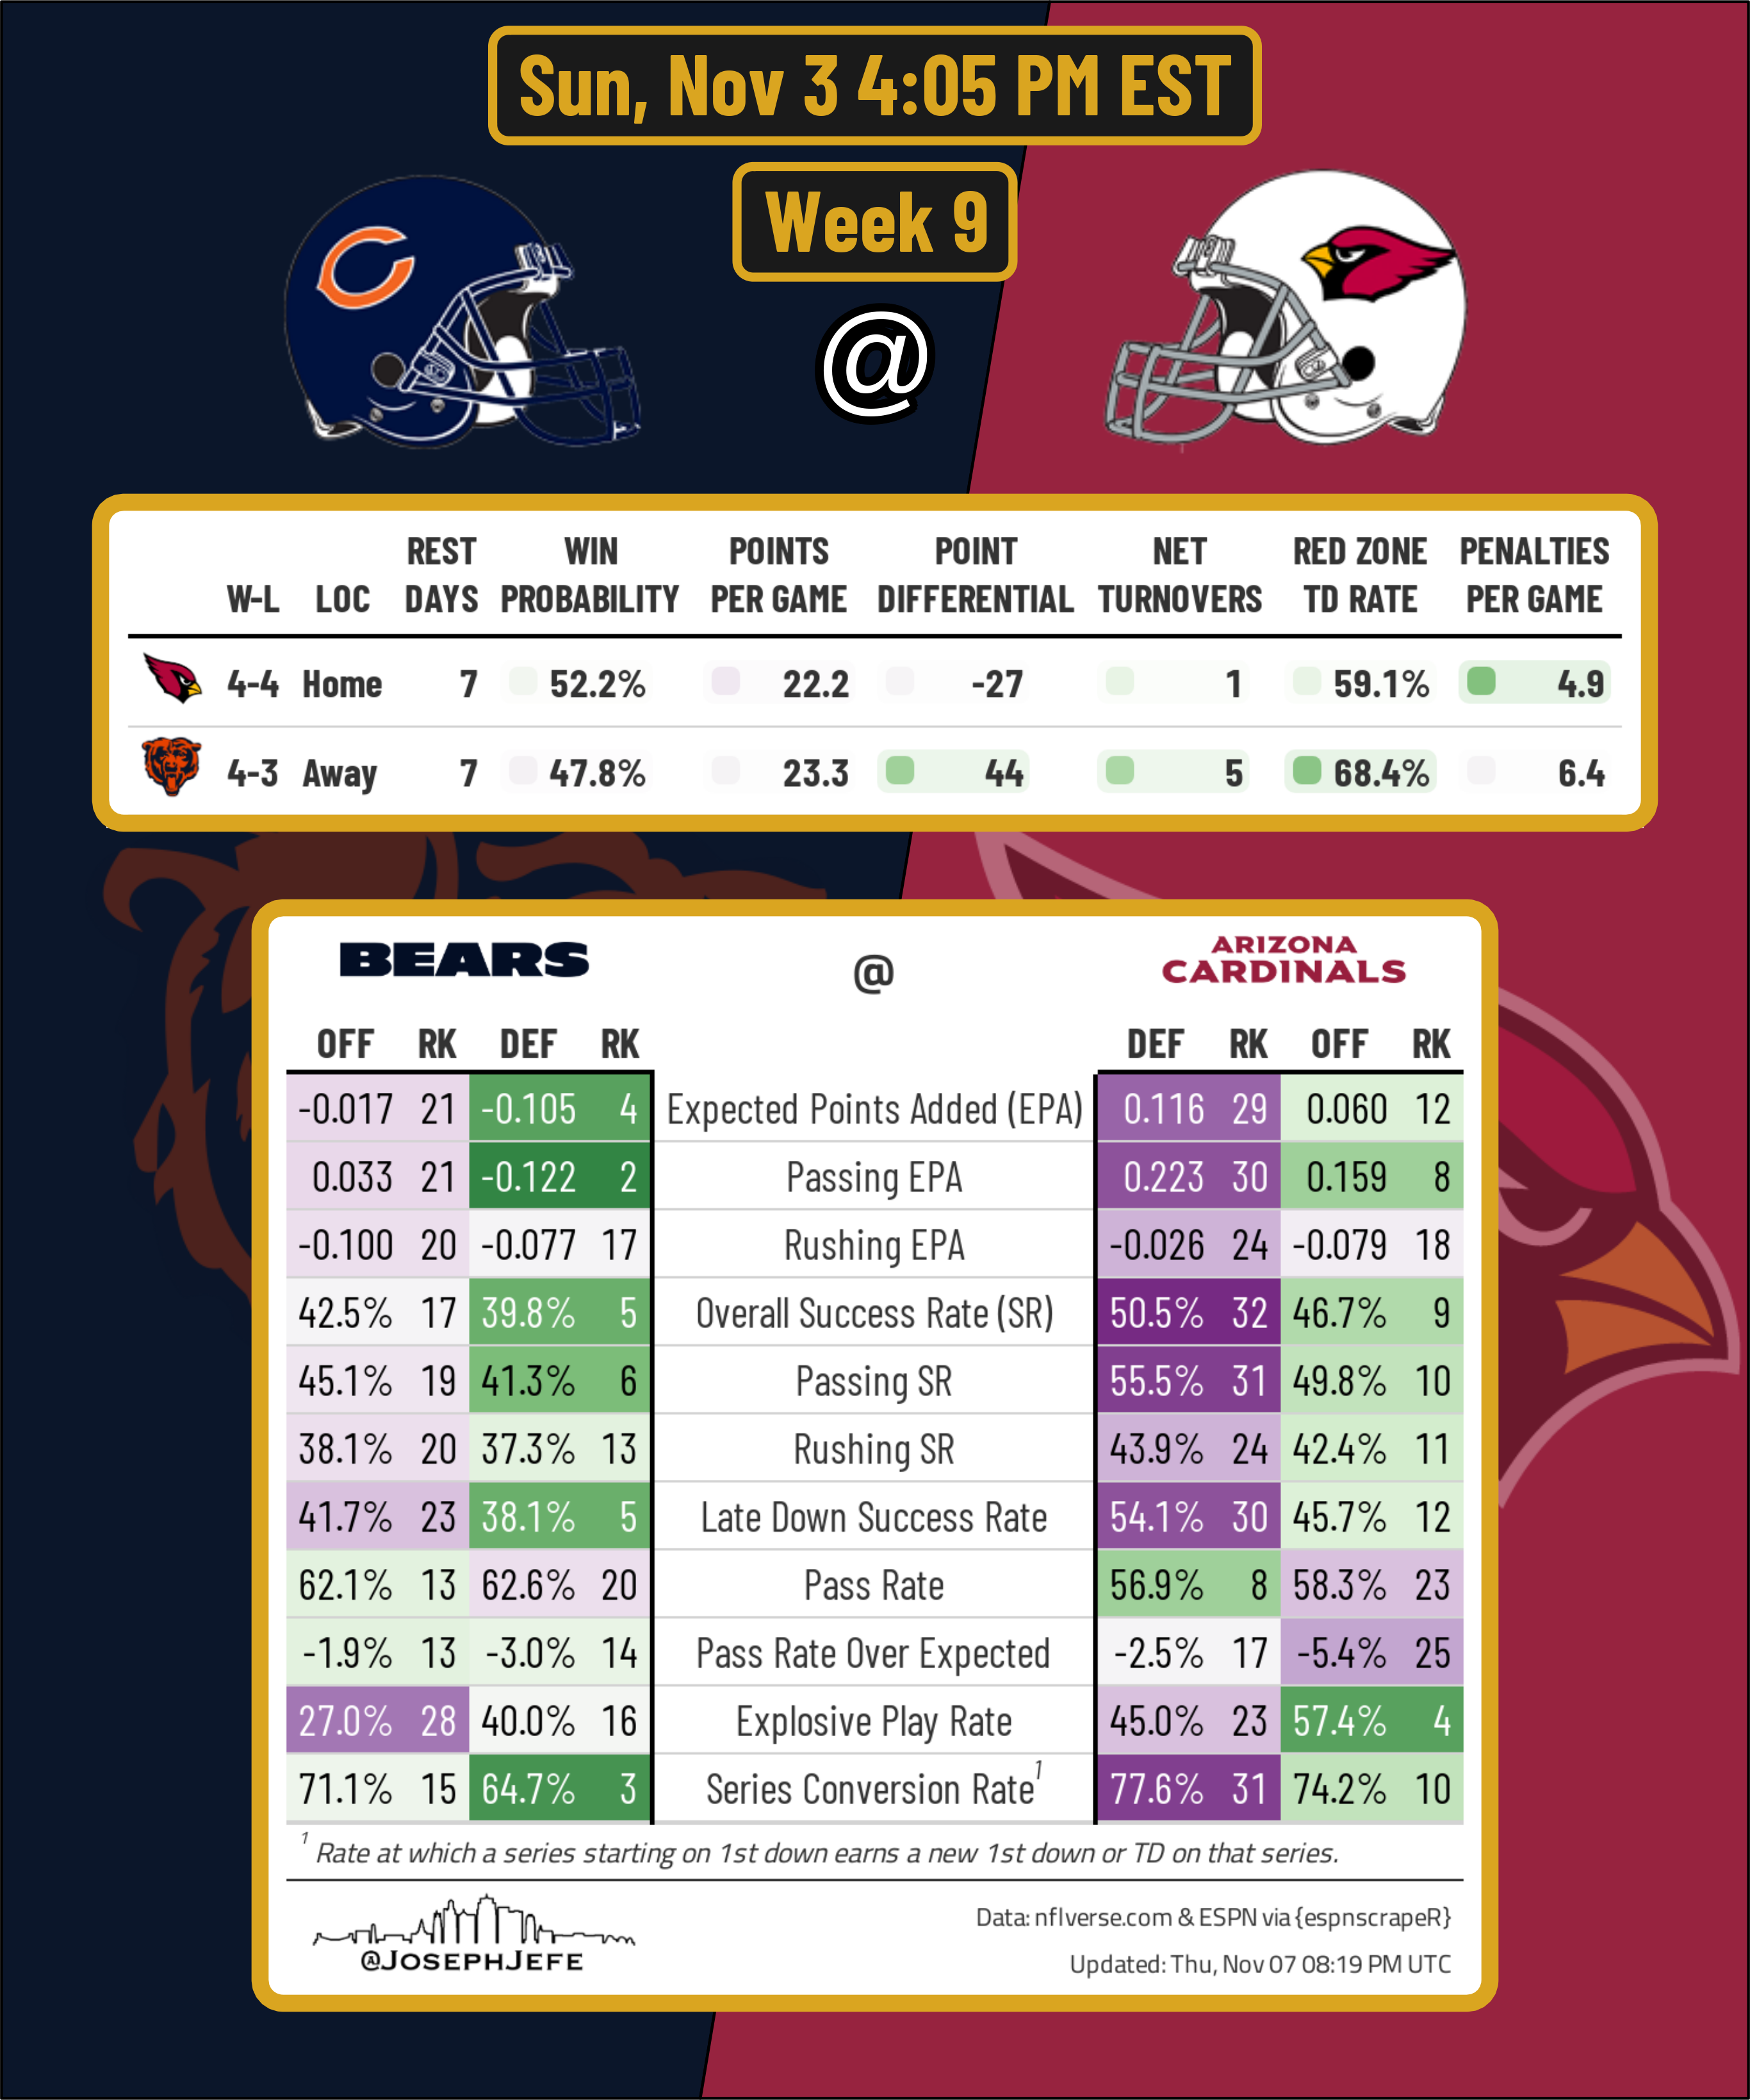 Sun, Nov 3 4:05 PM EST
Week 9
@
REST WIN POINTS POINT NET RED ZONE PENALTIES
W-L LOC DAYS PROBABILITY PER GAME DIFFERENTIAL TURNOVERS TD RATE PER GAME
4-4 Home 7 52.2% 22.2 -27 1 59.1% 4.9
4-3 Away 7 47.8% 23.3 44 5 68.4% 6.4
BEARS @ ARIZONA
CARDINALS
OFF RK DEF RK DEF RK OFF RK
-0.017 21 -0.105 4 Expected Points Added (EPA) 0.116 29 0.060 12
0.033 21 -0.122 2 Passing EPA 0.223 30 0.159 8
-0.100 20 -0.077 17 Rushing EPA -0.026 24 -0.079 18
42.5% 17 39.8% 5 Overall Success Rate (SR) 50.5% 32 46.7% 9
45.1% 19 41.3% 6 Passing SR 55.5% 31 49.8% 10
38.1% 20 37.3% 13 Rushing SR 43.9% 24 42.4% 11
41.7% 23 38.1% 5 Late Down Success Rate 54.1% 30 45.7% 12
62.1% 13 62.6% 20 Pass Rate 56.9% 8 58.3% 23
-1.9% 13 -3.0% 14 Pass Rate Over Expected -2.5% 17 -5.4% 25
27.0% 28 40.0% 16 Explosive Play Rate 45.0% 23 57.4% 4
71.1% 15 64.7% 3 Series Conversion Rate¹ 77.6% 31 74.2% 10
¹ Rate at which a series starting on 1st down earns a new 1st down or TD on that series.
@JOSEPHJEFE
Data: nflverse.com & ESPN via {espnscrapeR}
Updated: Thu, Nov 07 08:19 PM UTC